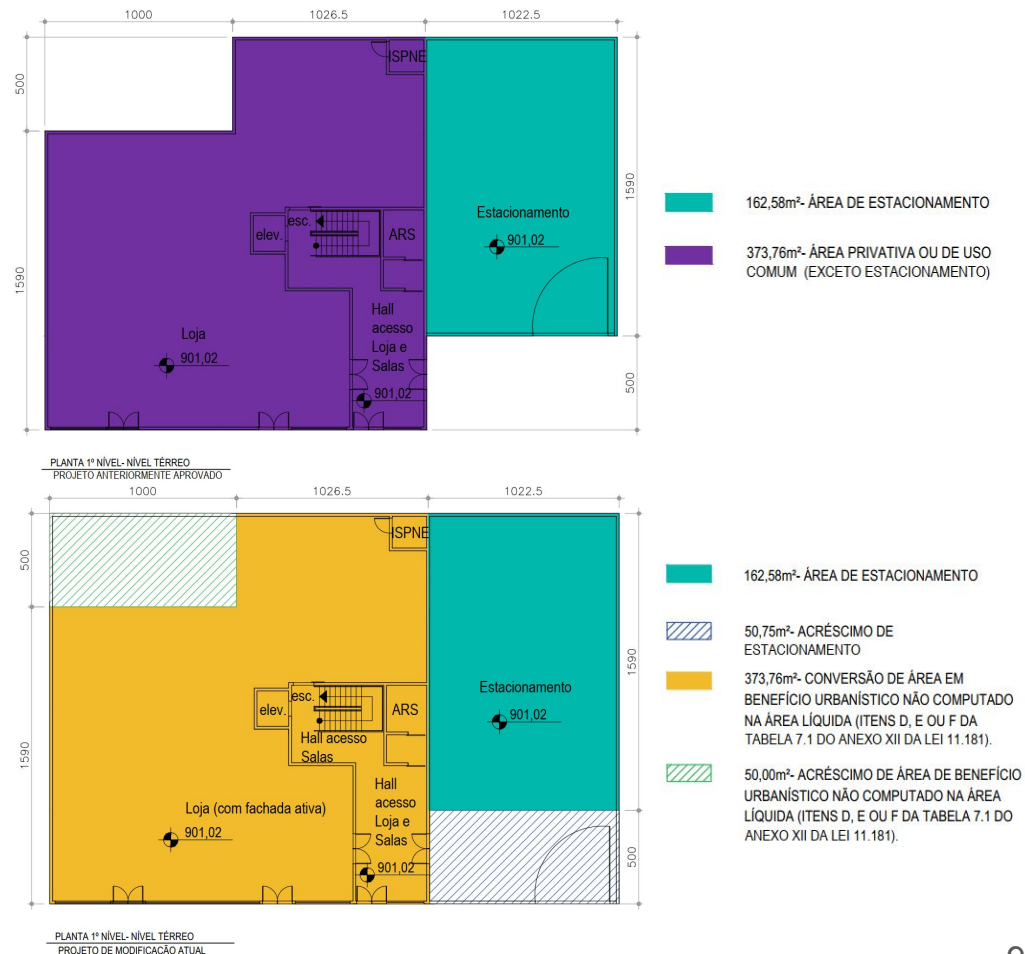 1000
1026.5
1022.5
500
1590
ISPNE
esc.
elev.
ARS
Estacionamento
901,02
Hall
acesso
Loja e
Salas
901,02
Loja
901,02
1590
500
162,58m²- ÁREA DE ESTACIONAMENTO
373,76m²- ÁREA PRIVATIVA OU DE USO
COMUM (EXCETO ESTACIONAMENTO)
PLANTA 1º NÍVEL- NÍVEL TÉRREO
PROJETO ANTERIORMENTE APROVADO
1000
1026.5
1022.5
500
1590
ISPNE
esc.
elev.
ARS
Hall acesso
Salas
Estacionamento
901,02
Hall
acesso
Loja e
Salas
901,02
Loja (com fachada ativa)
901,02
1590
500
162,58m²- ÁREA DE ESTACIONAMENTO
50,75m²- ACRÉSCIMO DE
ESTACIONAMENTO
373,76m²- CONVERSÃO DE ÁREA EM
BENEFÍCIO URBANÍSTICO NÃO COMPUTADO
NA ÁREA LÍQUIDA (ITENS D, E OU F DA
TABELA 7.1 DO ANEXO XII DA LEI 11.181).
50,00m²- ACRÉSCIMO DE ÁREA DE BENEFÍCIO
URBANÍSTICO NÃO COMPUTADO NA ÁREA
LÍQUIDA (ITENS D, E OU F DA TABELA 7.1 DO
ANEXO XII DA LEI 11.181).
PLANTA 1º NÍVEL- NÍVEL TÉRREO
PROJETO DE MODIFICAÇÃO ATUAL